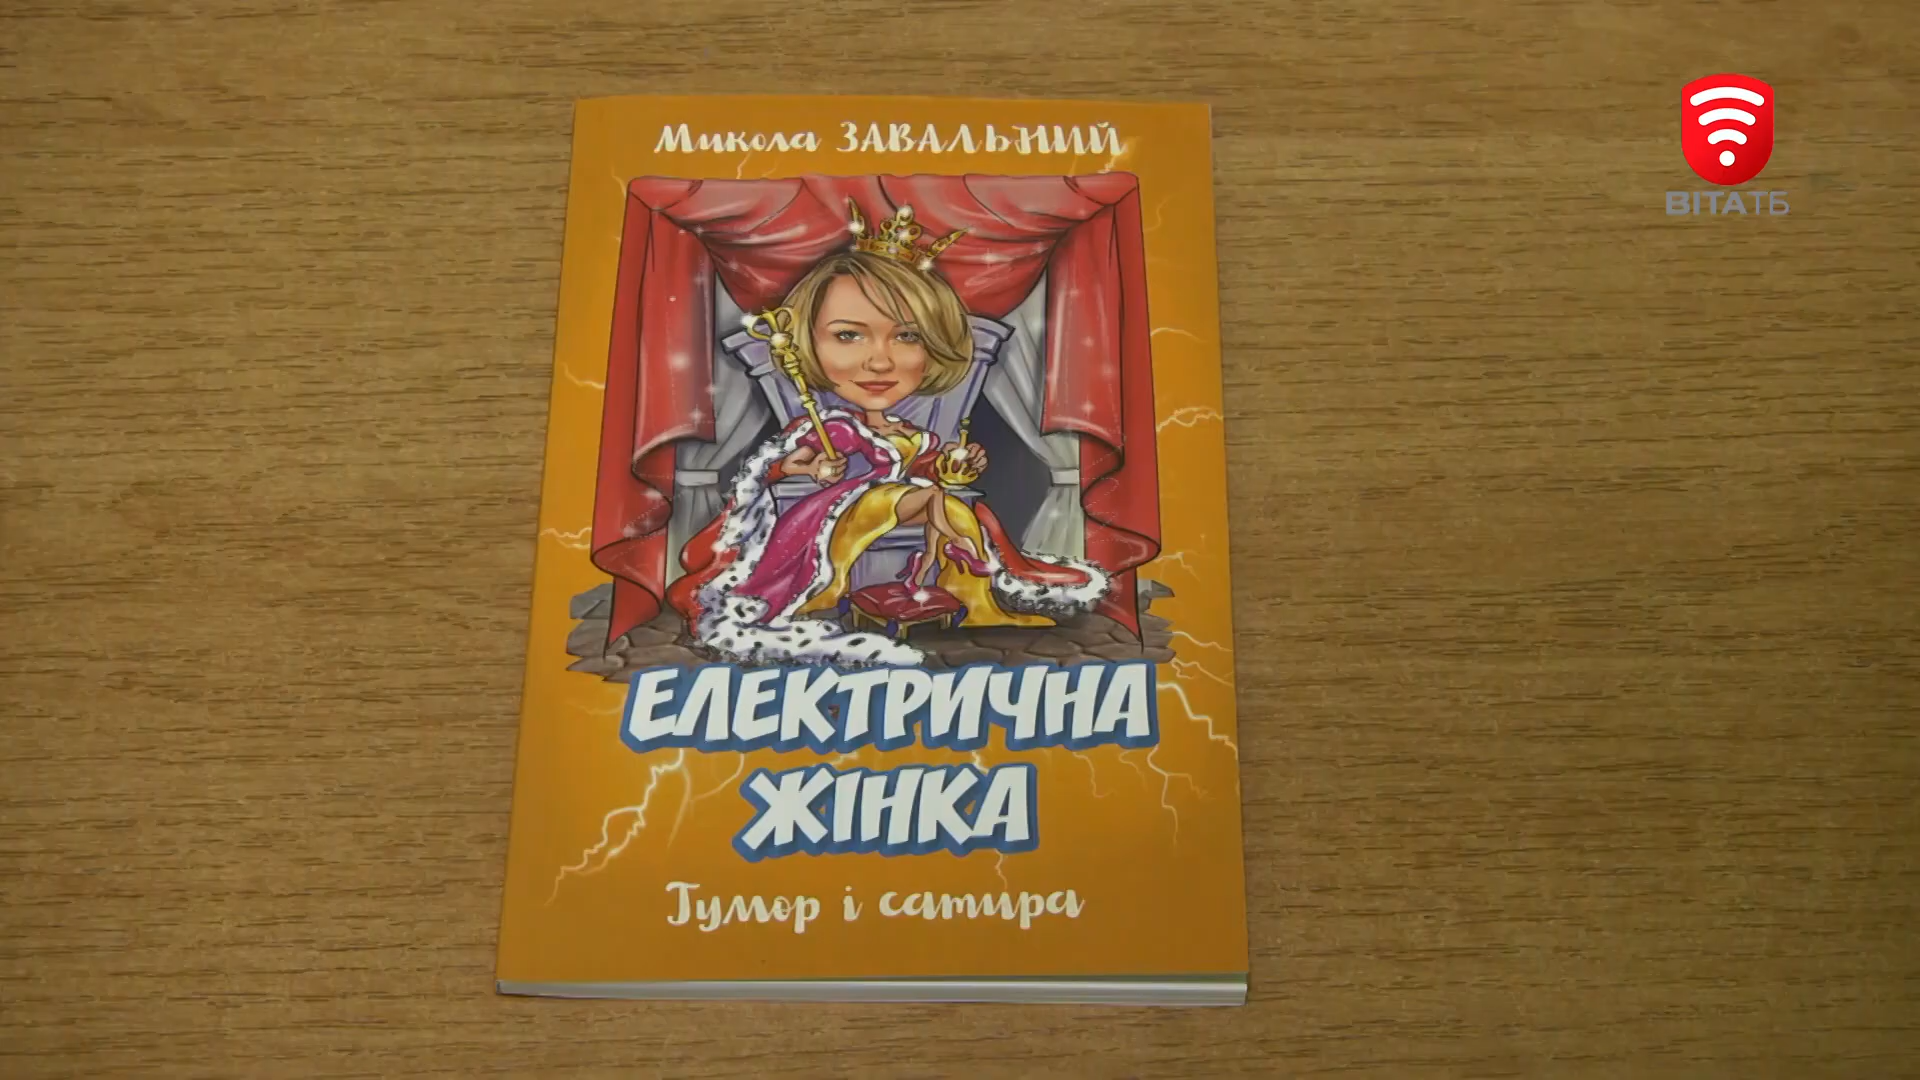 Микола ЗАВАЛЬНИЙ
ЕЛЕКТРИЧНА
ЖІНКА
Гумор і сатира
ВІТАТБ